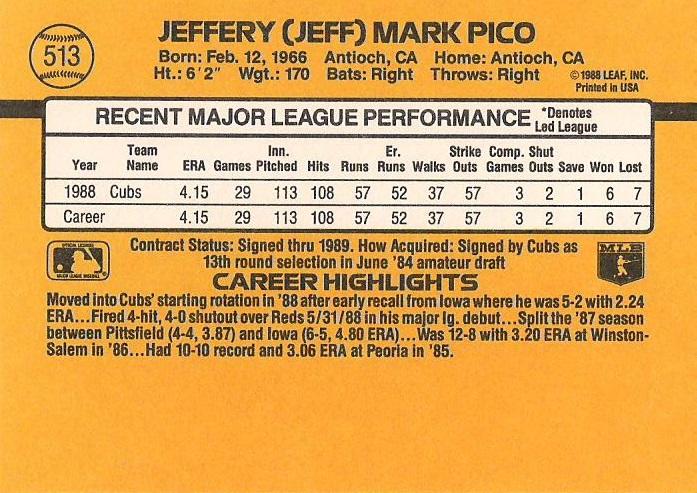 JEFFERY (JEFF) MARK PICO
513
Born: Feb. 12, 1966 Antioch, CA Home: Antioch, CA
Ht.: 6'2" Wgt.: 170 Bats: Right Throws: Right
©1988 LEAF, INC.
Printed in USA
RECENT MAJOR LEAGUE PERFORMANCE *Denotes Led League
Year Team Name ERA Games Inn. Pitched Hits Runs Er. Runs Walks Strike Outs Comp. Games Shut Outs Save Won Lost
1988 Cubs 4.15 29 113 108 57 52 37 57 3 2 1 6 7
Career 4.15 29 113 108 57 52 37 57 3 2 1 6 7
Contract Status: Signed thru 1989. How Acquired: Signed by Cubs as
13th round selection in June '84 amateur draft
MLB
CAREER HIGHLIGHTS
Moved into Cubs' starting rotation in '88 after early recall from Iowa where he was 5-2 with 2.24
ERA...Fired 4-hit, 4-0 shutout over Reds 5/31/88 in his major lg. debut...Split the '87 season
between Pittsfield (4-4, 3.87) and Iowa (6-5, 4.80 ERA)...Was 12-8 with 3.20 ERA at Winston-
Salem in '86...Had 10-10 record and 3.06 ERA at Peoria in '85.